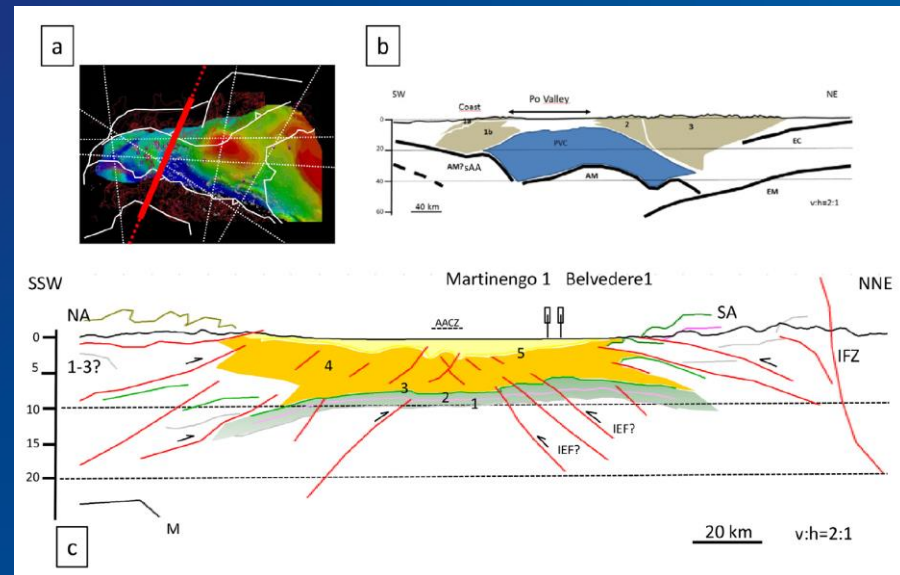 a
b
SW
NE
Coast
Po Valley
0
20
40
60
1a
1b
PVC
2
3
EC
AM?
sAA
AM
EM
40 km
v:h=2:1
Martinengo 1 Belvedere1
SSW
NNE
NA
AACZ
SA
IFZ
0
5
10
15
20
1-3?
4
5
3
2
1
IEF?
IEF?
M
c
20 km
v:h=2:1